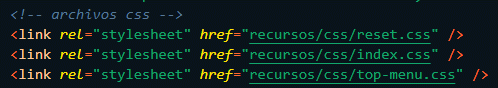 <!-- archivos css -->
<link rel="stylesheet" href="recursos/css/reset.css" />
<link rel="stylesheet" href="recursos/css/index.css" />
<link rel="stylesheet" href="recursos/css/top-menu.css" />